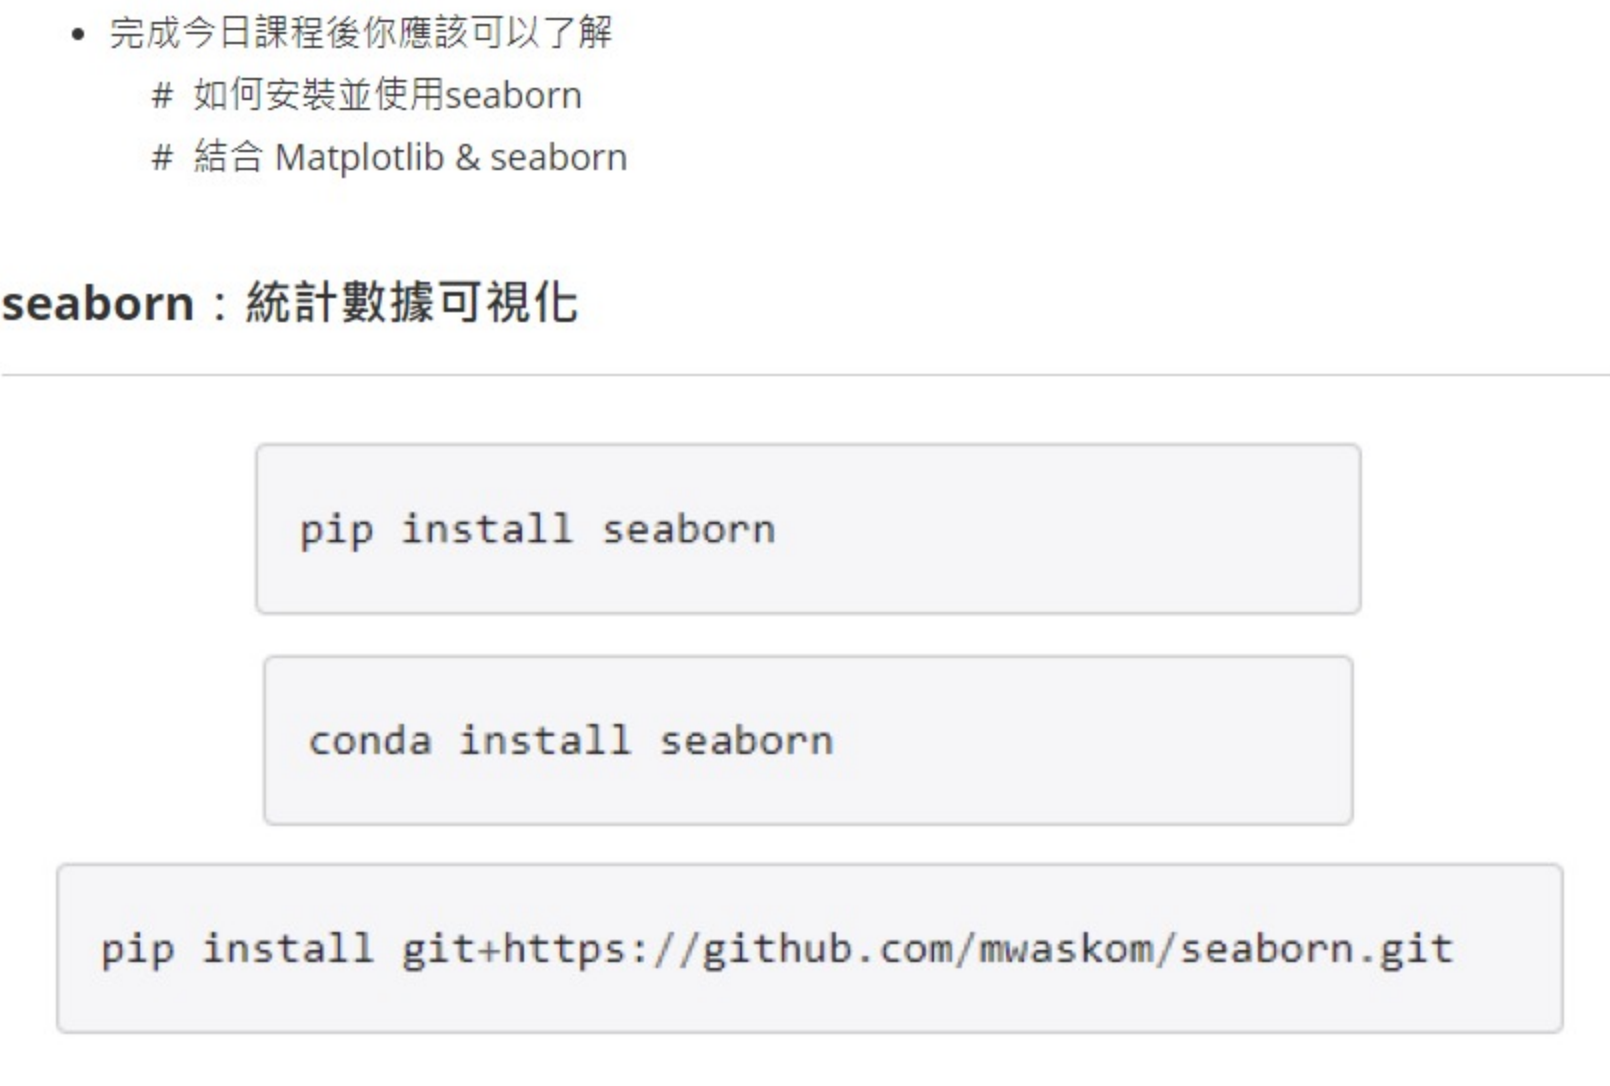 • 完成今日課程後你應該可以了解
# 如何安裝並使用seaborn
# 結合 Matplotlib & seaborn
seaborn：統計數據可視化
pip install seaborn
conda install seaborn
pip install git+https://github.com/mwaskom/seaborn.git